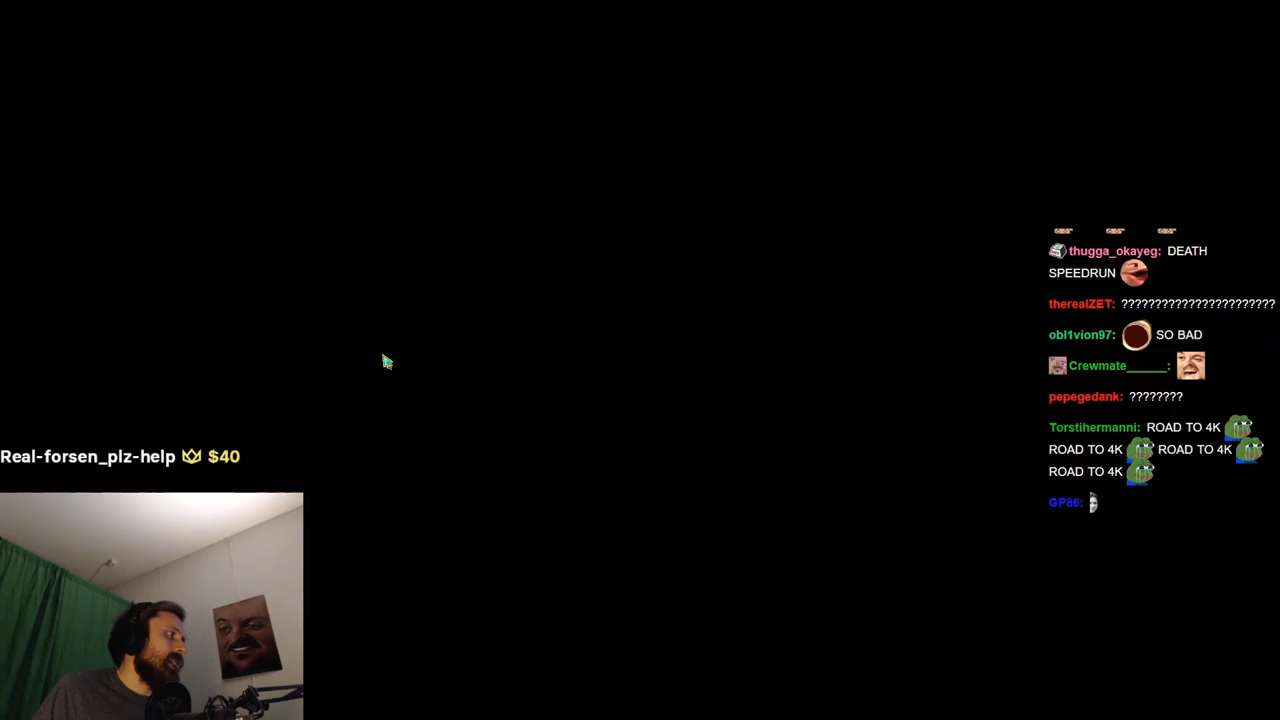 thugga_okayeg: DEATH
SPEEDRUN
therealZET: ???????????????????????
obl1vion97: SO BAD
Crewmate______:
pepegedank: ????????
Torstihermanni: ROAD TO 4K
ROAD TO 4K ROAD TO 4K
ROAD TO 4K
GP86:
Real-forsen_plz-help $40